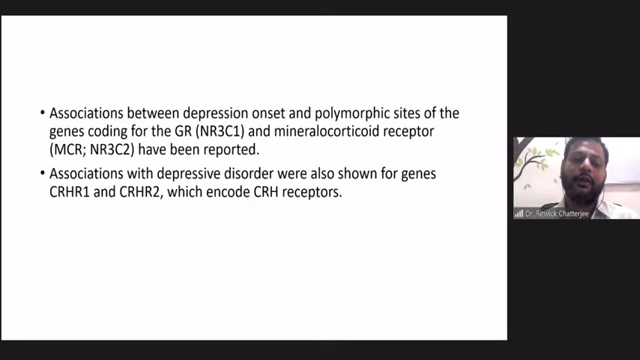 • Associations between depression onset and polymorphic sites of the
genes coding for the GR (NR3C1) and mineralocorticoid receptor
(MCR; NR3C2) have been reported.
• Associations with depressive disorder were also shown for genes
CRHR1 and CRHR2, which encode CRH receptors.
Dr. Ritwick Chatterjee